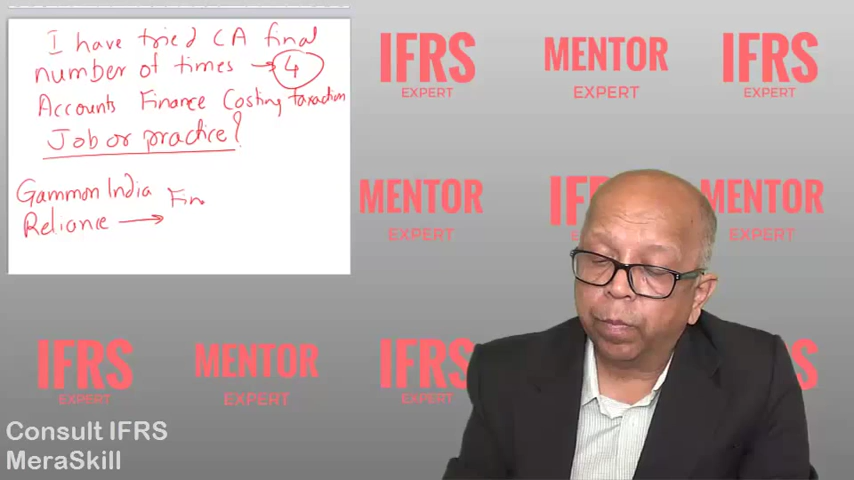 I have tried CA final
number of times → 4
Accounts Finance Costing taxaction
Job or practice?
Gammon India Fin
Reliance →
IFRS
EXPERT
MENTOR
EXPERT
IFRS
EXPERT
MENTOR
EXPERT
MENTOR
EXPERT
IFRS
EXPERT
MENTOR
EXPERT
IFRS
EXPERT
Consult IFRS
MeraSkill